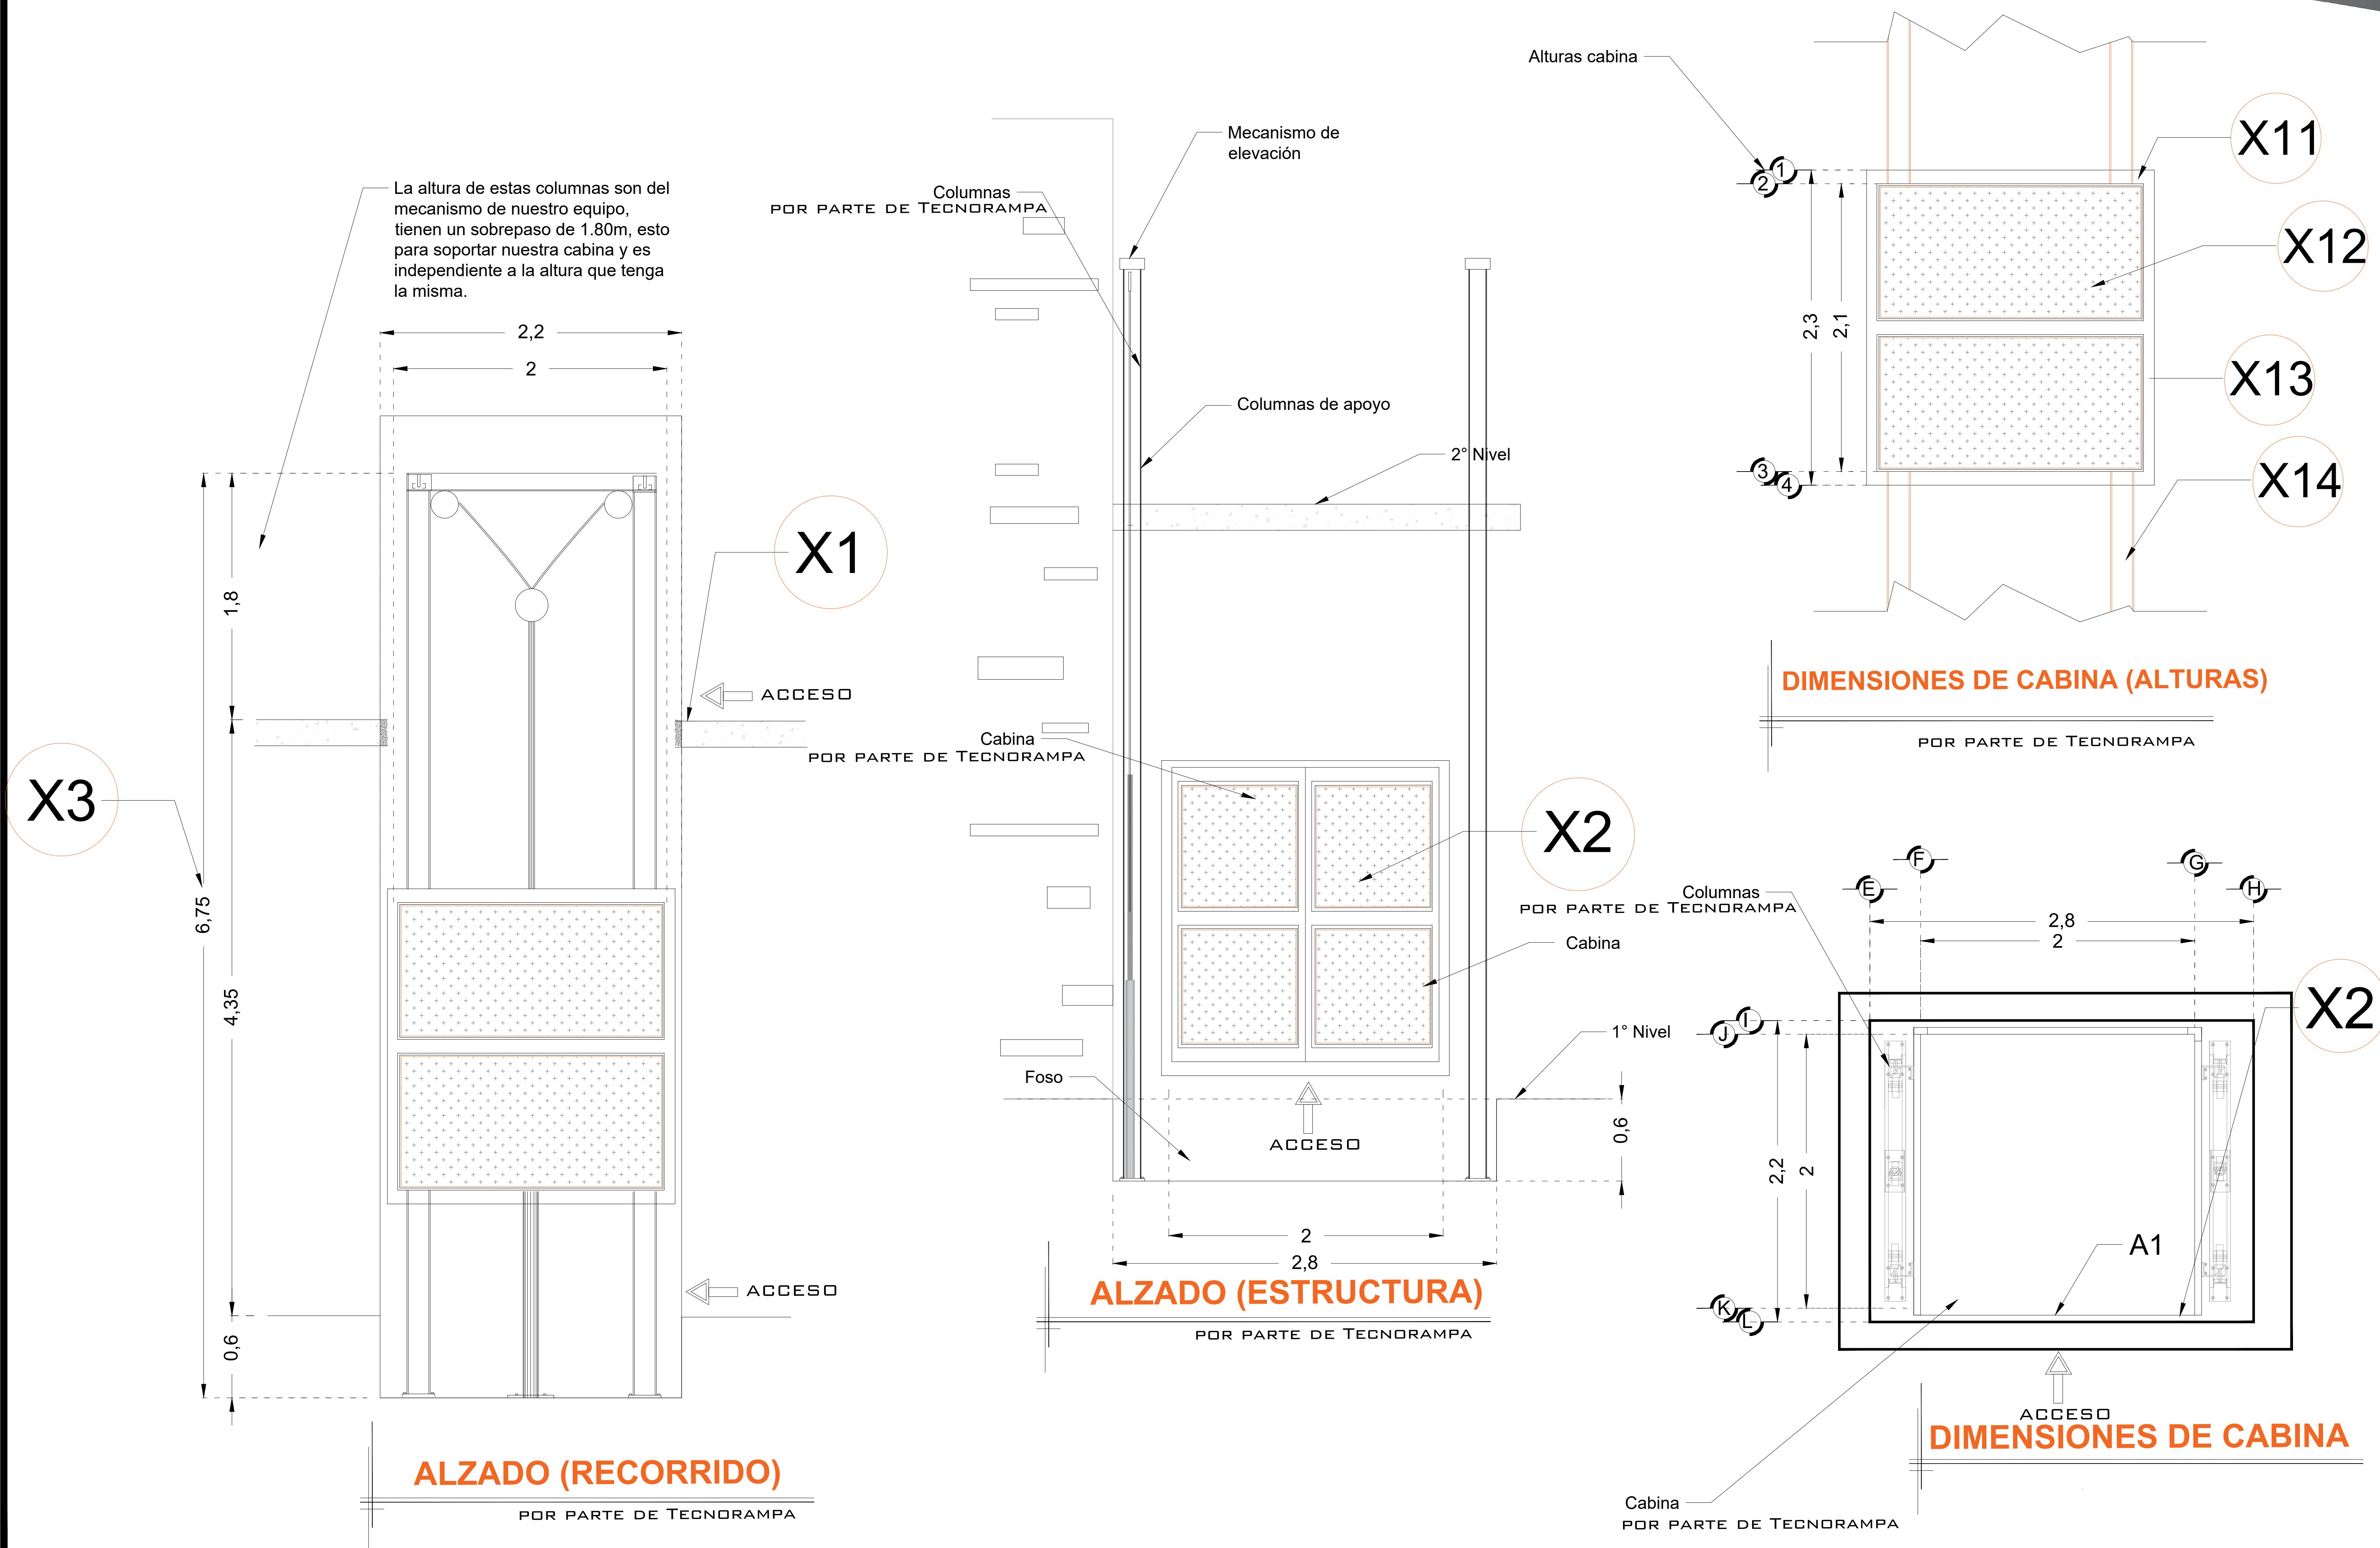 La altura de estas columnas son del
mecanismo de nuestro equipo,
tienen un sobrepaso de 1.80m, esto
para soportar nuestra cabina y es
independiente a la altura que tenga
la misma.
2,2
2
1,8
X1
ACCESO
X3
6,75
4,35
ACCESO
0,6
ALZADO (RECORRIDO)
POR PARTE DE TECNORAMPA
Mecanismo de
elevación
Columnas
POR PARTE DE TECNORAMPA
Columnas de apoyo
2° Nivel
Cabina
POR PARTE DE TECNORAMPA
X2
Cabina
1° Nivel
Foso
ACCESO
0,6
2
2,8
ALZADO (ESTRUCTURA)
POR PARTE DE TECNORAMPA
Alturas cabina
1
2
X11
X12
2,3
2,1
X13
3
4
X14
DIMENSIONES DE CABINA (ALTURAS)
POR PARTE DE TECNORAMPA
F
G
E
H
Columnas
POR PARTE DE TECNORAMPA
2,8
2
X2
I
J
2,2
2
A1
K
L
ACCESO
DIMENSIONES DE CABINA
Cabina
POR PARTE DE TECNORAMPA